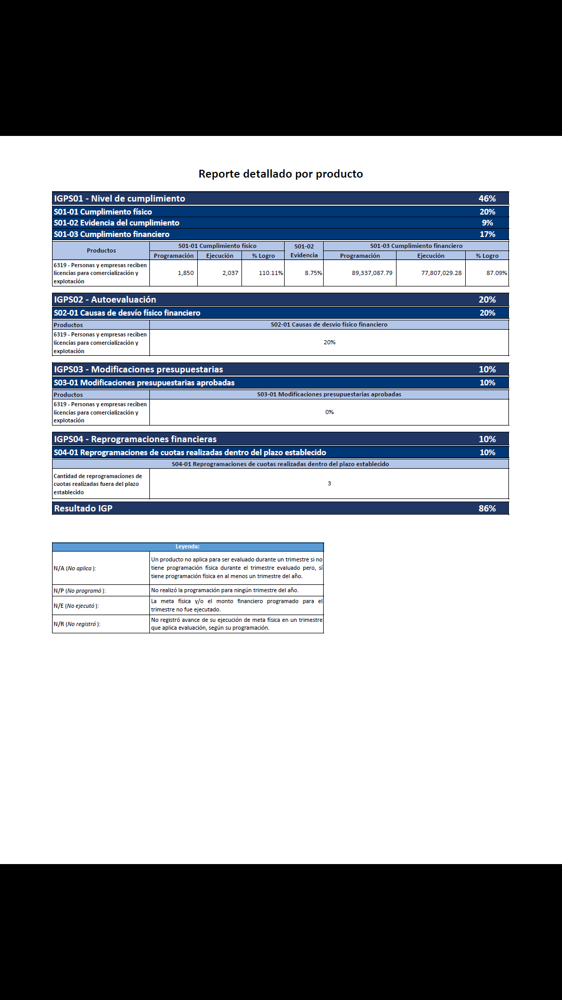 Reporte detallado por producto
IGPS01 - Nivel de cumplimiento 46%
S01-01 Cumplimiento físico 20%
S01-02 Evidencia del cumplimiento 9%
S01-03 Cumplimiento financiero 17%
Productos S01-01 Cumplimiento físico S01-02 Evidencia S01-03 Cumplimiento financiero
Programación Ejecución % Logro Programación Ejecución % Logro
6319 - Personas y empresas reciben
licencias para comercialización y
explotación
1,850 2,037 110.11% 8.75% 89,337,087.79 77,807,029.28 87.09%
IGPS02 - Autoevaluación 20%
S02-01 Causas de desvío físico financiero 20%
Productos S02-01 Causas de desvío físico financiero
6319 - Personas y empresas reciben
licencias para comercialización y
explotación
20%
IGPS03 - Modificaciones presupuestarias 10%
S03-01 Modificaciones presupuestarias aprobadas 10%
Productos S03-01 Modificaciones presupuestarias aprobadas
6319 - Personas y empresas reciben
licencias para comercialización y
explotación
0%
IGPS04 - Reprogramaciones financieras 10%
S04-01 Reprogramaciones de cuotas realizadas dentro del plazo establecido 10%
S04-01 Reprogramaciones de cuotas realizadas dentro del plazo establecido
Cantidad de reprogramaciones de
cuotas realizadas fuera del plazo
establecido
3
Resultado IGP 86%
Leyenda:
N/A (No aplica ):
Un producto no aplica para ser evaluado durante un trimestre si no
tiene programación física durante el trimestre evaluado pero, sí
tiene programación física en al menos un trimestre del año.
N/P (No programó ): No realizó la programación para ningún trimestre del año.
N/E (No ejecutó ):
La meta física y/o el monto financiero programado para el
trimestre no fue ejecutado.
N/R (No registró ):
No registró avance de su ejecución de meta física en un trimestre
que aplica evaluación, según su programación.